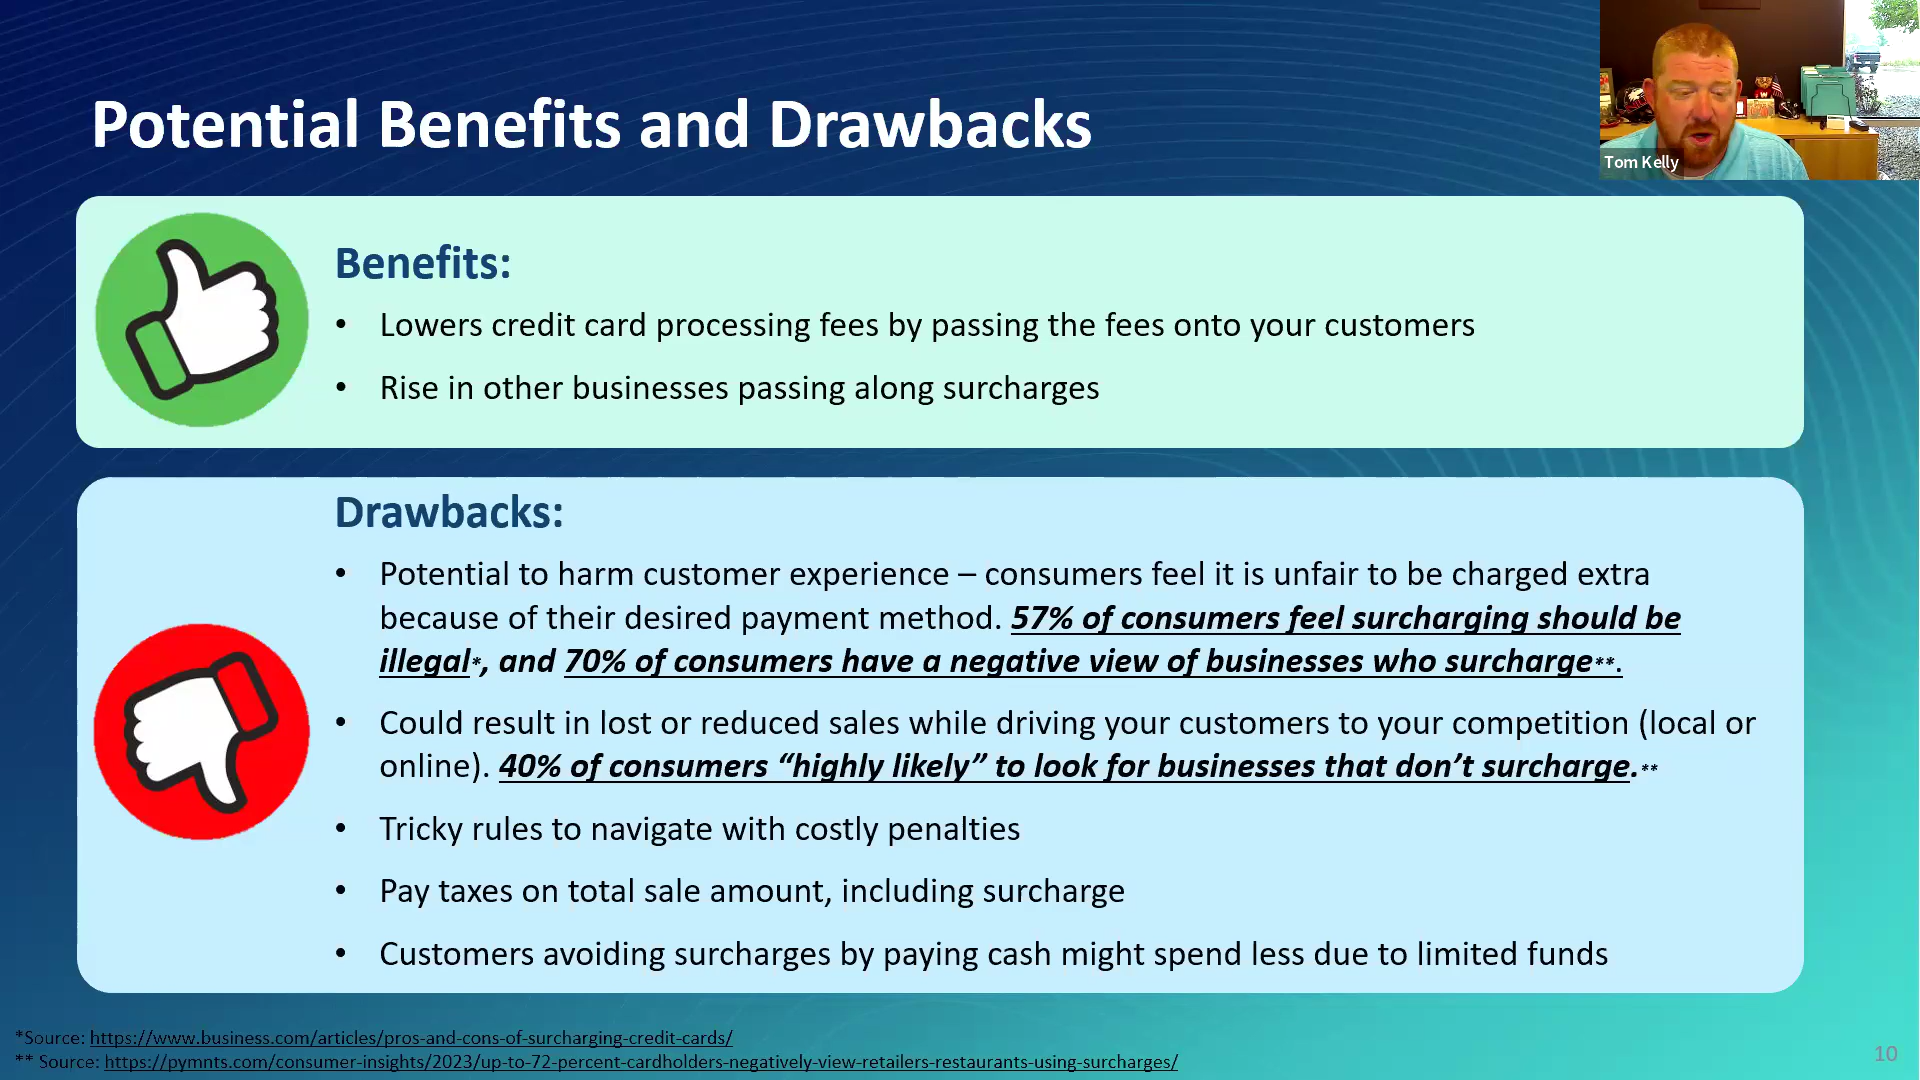 Potential Benefits and Drawbacks
Tom Kelly
Benefits:
• Lowers credit card processing fees by passing the fees onto your customers
• Rise in other businesses passing along surcharges
Drawbacks:
• Potential to harm customer experience – consumers feel it is unfair to be charged extra
because of their desired payment method. 57% of consumers feel surcharging should be
illegal*, and 70% of consumers have a negative view of businesses who surcharge**.
• Could result in lost or reduced sales while driving your customers to your competition (local or
online). 40% of consumers “highly likely” to look for businesses that don’t surcharge.**
• Tricky rules to navigate with costly penalties
• Pay taxes on total sale amount, including surcharge
• Customers avoiding surcharges by paying cash might spend less due to limited funds
*Source: https://www.business.com/articles/pros-and-cons-of-surcharging-credit-cards/
** Source: https://pymnts.com/consumer-insights/2023/up-to-72-percent-cardholders-negatively-view-retailers-restaurants-using-surcharges/
10